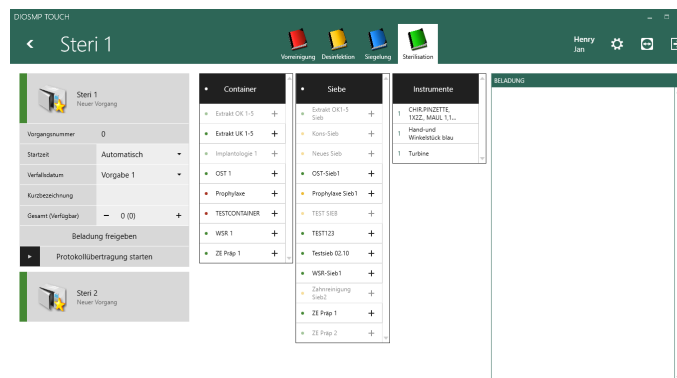 DIOSMP TOUCH
Steri 1
Vorreinigung
Desinfektion
Siegelung
Sterilisation
Henry
Jan
Steri 1
Neuer Vorgang
Vorgangsnummer 0
Startzeit Automatisch
Verfallsdatum Vorgabe 1
Kurzbezeichnung
Gesamt (Verfügbar) − 0 (0) +
Beladung freigeben
Protokollübertragung starten
Steri 2
Neuer Vorgang
Container
Extrakt OK 1-5 +
Extrakt UK 1-5 +
Implantologie 1 +
OST 1 +
Prophylaxe +
TESTCONTAINER +
WSR 1 +
ZE Präp 1 +
Siebe
Extrakt OK1-5
Sieb +
Kons-Sieb +
Neues Sieb +
OST-Sieb1 +
Prophylaxe Sieb1 +
TEST SIEB +
TEST123 +
Testsieb 02.10 +
WSR-Sieb1 +
Zahnreinigung
Sieb2 +
ZE Präp 1 +
ZE Präp 2 +
Instrumente
1 CHIR.PINZETTE,
1X2Z., MAUL 1,1...
1 Hand-und
Winkelstück blau
1 Turbine
BELADUNG